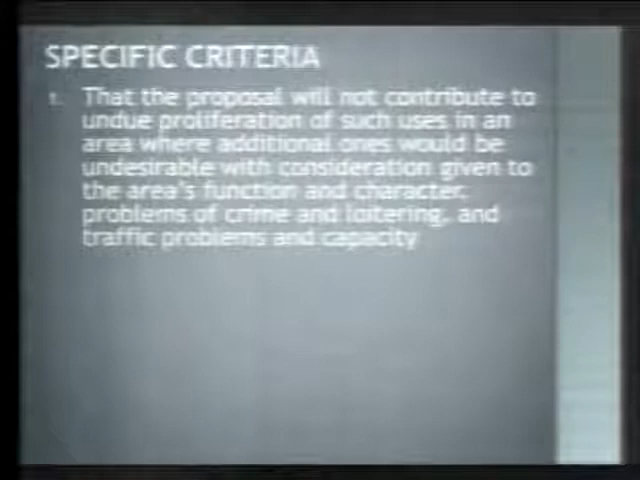 SPECIFIC CRITERIA
1. That the proposal will not contribute to
undue proliferation of such uses in an
area where additional ones would be
undesirable with consideration given to
the area's function and character,
problems of crime and loitering, and
traffic problems and capacity